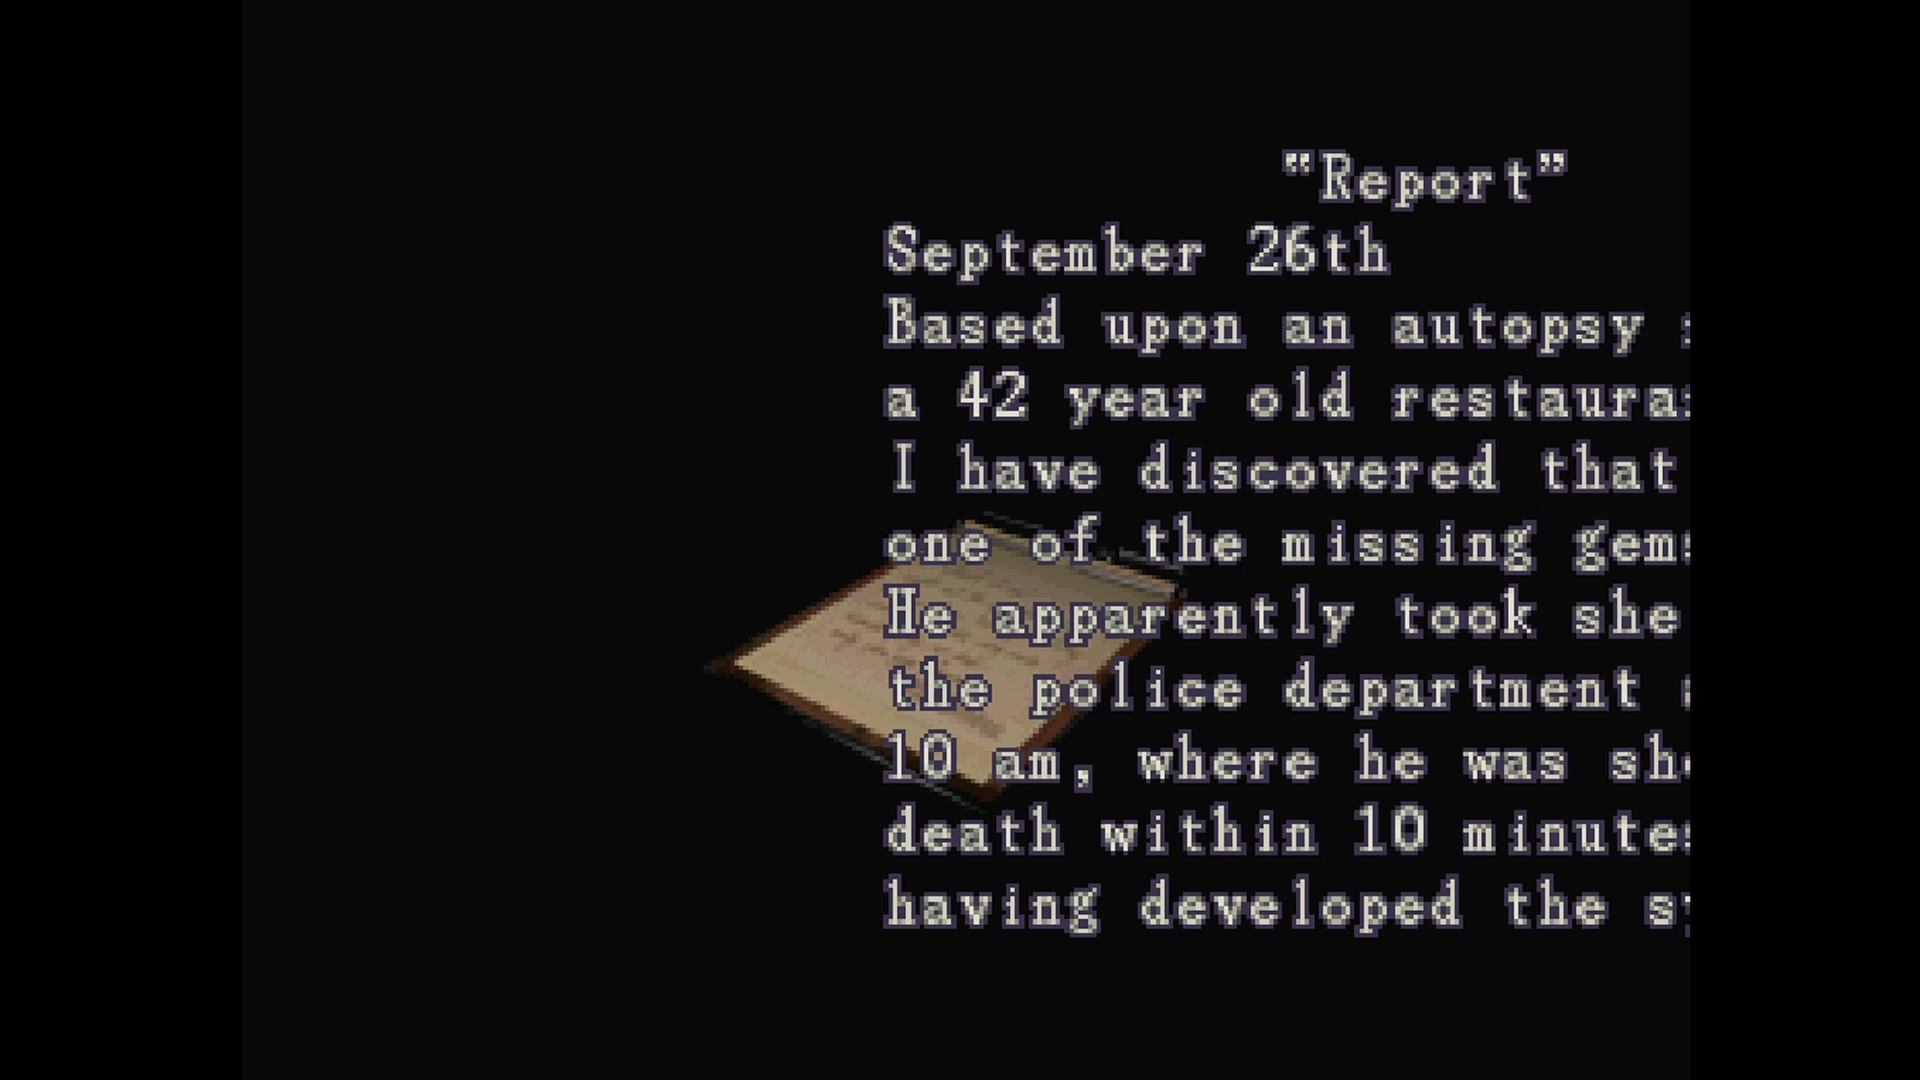 "Report"
September 26th
Based upon an autopsy
a 42 year old
I have discovered that
one of the missing
He apparently took
the police department
10 am, where he was
death within 10
having developed the